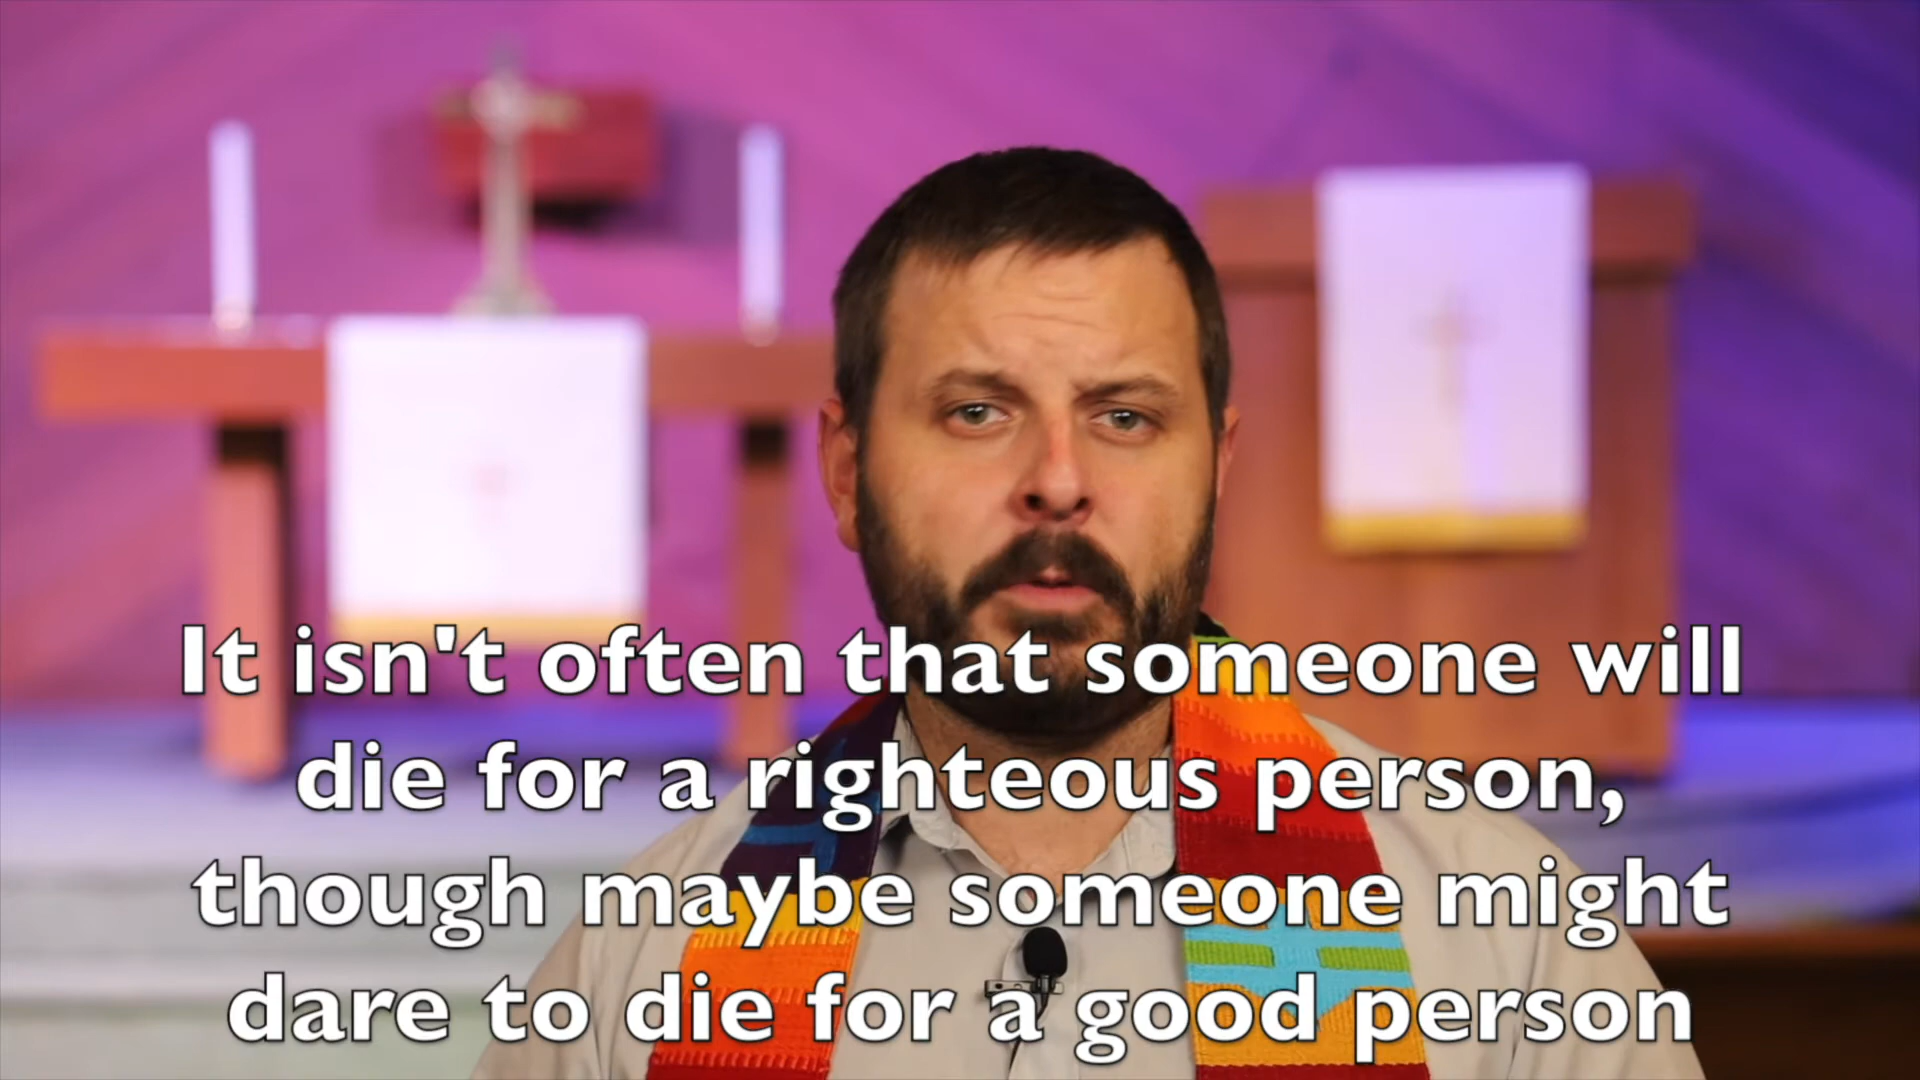 It isn't often that someone will
die for a righteous person,
though maybe someone might
dare to die for a good person